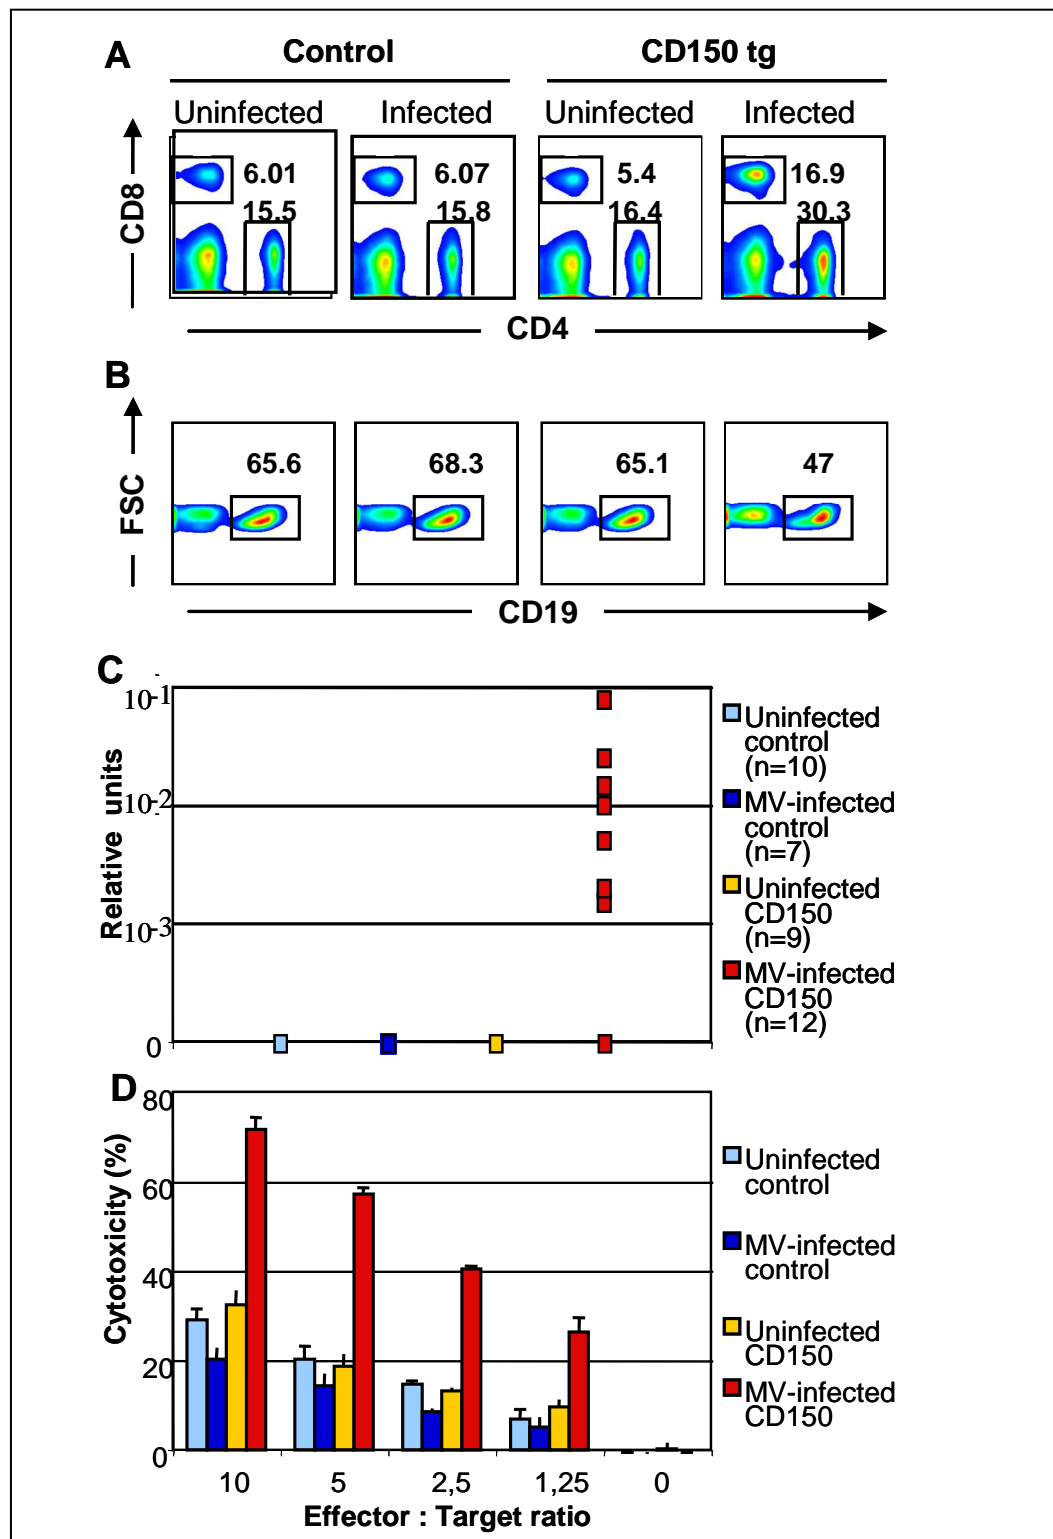 A
Control
CD150 tg
Uninfected
Infected
Uninfected
Infected
CD8
6.01
15.5
6.07
15.8
5.4
16.4
16.9
30.3
CD4
B
FSC
65.6
68.3
65.1
47
CD19
C
Relative units
10-1
10-2
10-3
0
Uninfected
control
(n=10)
MV-infected
control
(n=7)
Uninfected
CD150
(n=9)
MV-infected
CD150
(n=12)
D
Cytotoxicity (%)
80
60
40
20
0
10
5
2,5
1,25
0
Effector : Target ratio
Uninfected
control
MV-infected
control
Uninfected
CD150
MV-infected
CD150